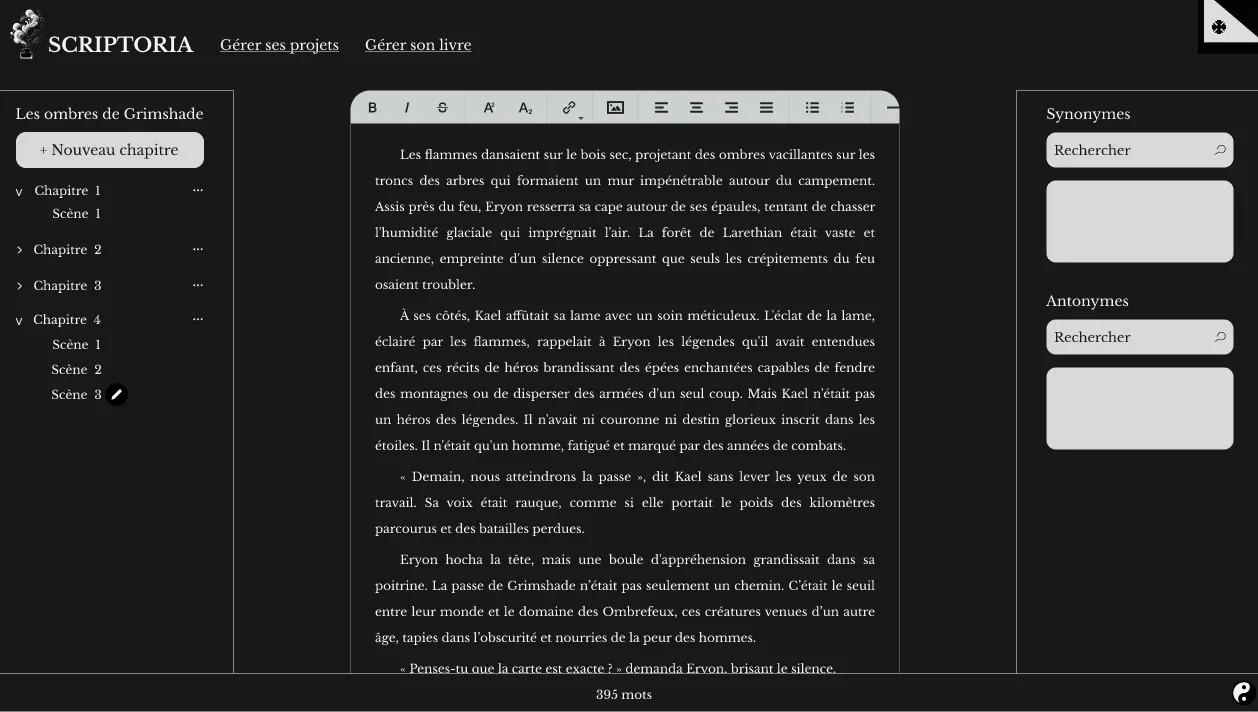 SCRIPTORIA
Gérer ses projets
Gérer son livre
Les ombres de Grimshade
+ Nouveau chapitre
v Chapitre 1 ...
Scène 1
> Chapitre 2 ...
> Chapitre 3 ...
v Chapitre 4 ...
Scène 1
Scène 2
Scène 3
B I S A² A₂
Les flammes dansaient sur le bois sec, projetant des ombres vacillantes sur les
troncs des arbres qui formaient un mur impénétrable autour du campement.
Assis près du feu, Eryon resserra sa cape autour de ses épaules, tentant de chasser
l'humidité glaciale qui imprégnait l'air. La forêt de Larethian était vaste et
ancienne, empreinte d'un silence oppressant que seuls les crépitements du feu
osaient troubler.
À ses côtés, Kael affûtait sa lame avec un soin méticuleux. L'éclat de la lame,
éclairé par les flammes, rappelait à Eryon les légendes qu'il avait entendues
enfant, ces récits de héros brandissant des épées enchantées capables de fendre
des montagnes ou de disperser des armées d'un seul coup. Mais Kael n'était pas
un héros des légendes. Il n'avait ni couronne ni destin glorieux inscrit dans les
étoiles. Il n'était qu'un homme, fatigué et marqué par des années de combats.
« Demain, nous atteindrons la passe », dit Kael sans lever les yeux de son
travail. Sa voix était rauque, comme si elle portait le poids des kilomètres
parcourus et des batailles perdues.
Eryon hocha la tête, mais une boule d'appréhension grandissait dans sa
poitrine. La passe de Grimshade n’était pas seulement un chemin. C’était le seuil
entre leur monde et le domaine des Ombrefeux, ces créatures venues d’un autre
âge, tapies dans l’obscurité et nourries de la peur des hommes.
« Penses-tu que la carte est exacte ? » demanda Eryon, brisant le silence.
Synonymes
Rechercher
Antonymes
Rechercher
395 mots